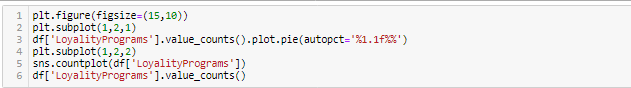 1 plt.figure(figsize=(15,10))
2 plt.subplot(1,2,1)
3 df['LoyalityPrograms'].value_counts().plot.pie(autopct='%1.1f%%')
4 plt.subplot(1,2,2)
5 sns.countplot(df['LoyalityPrograms'])
6 df['LoyalityPrograms'].value_counts()